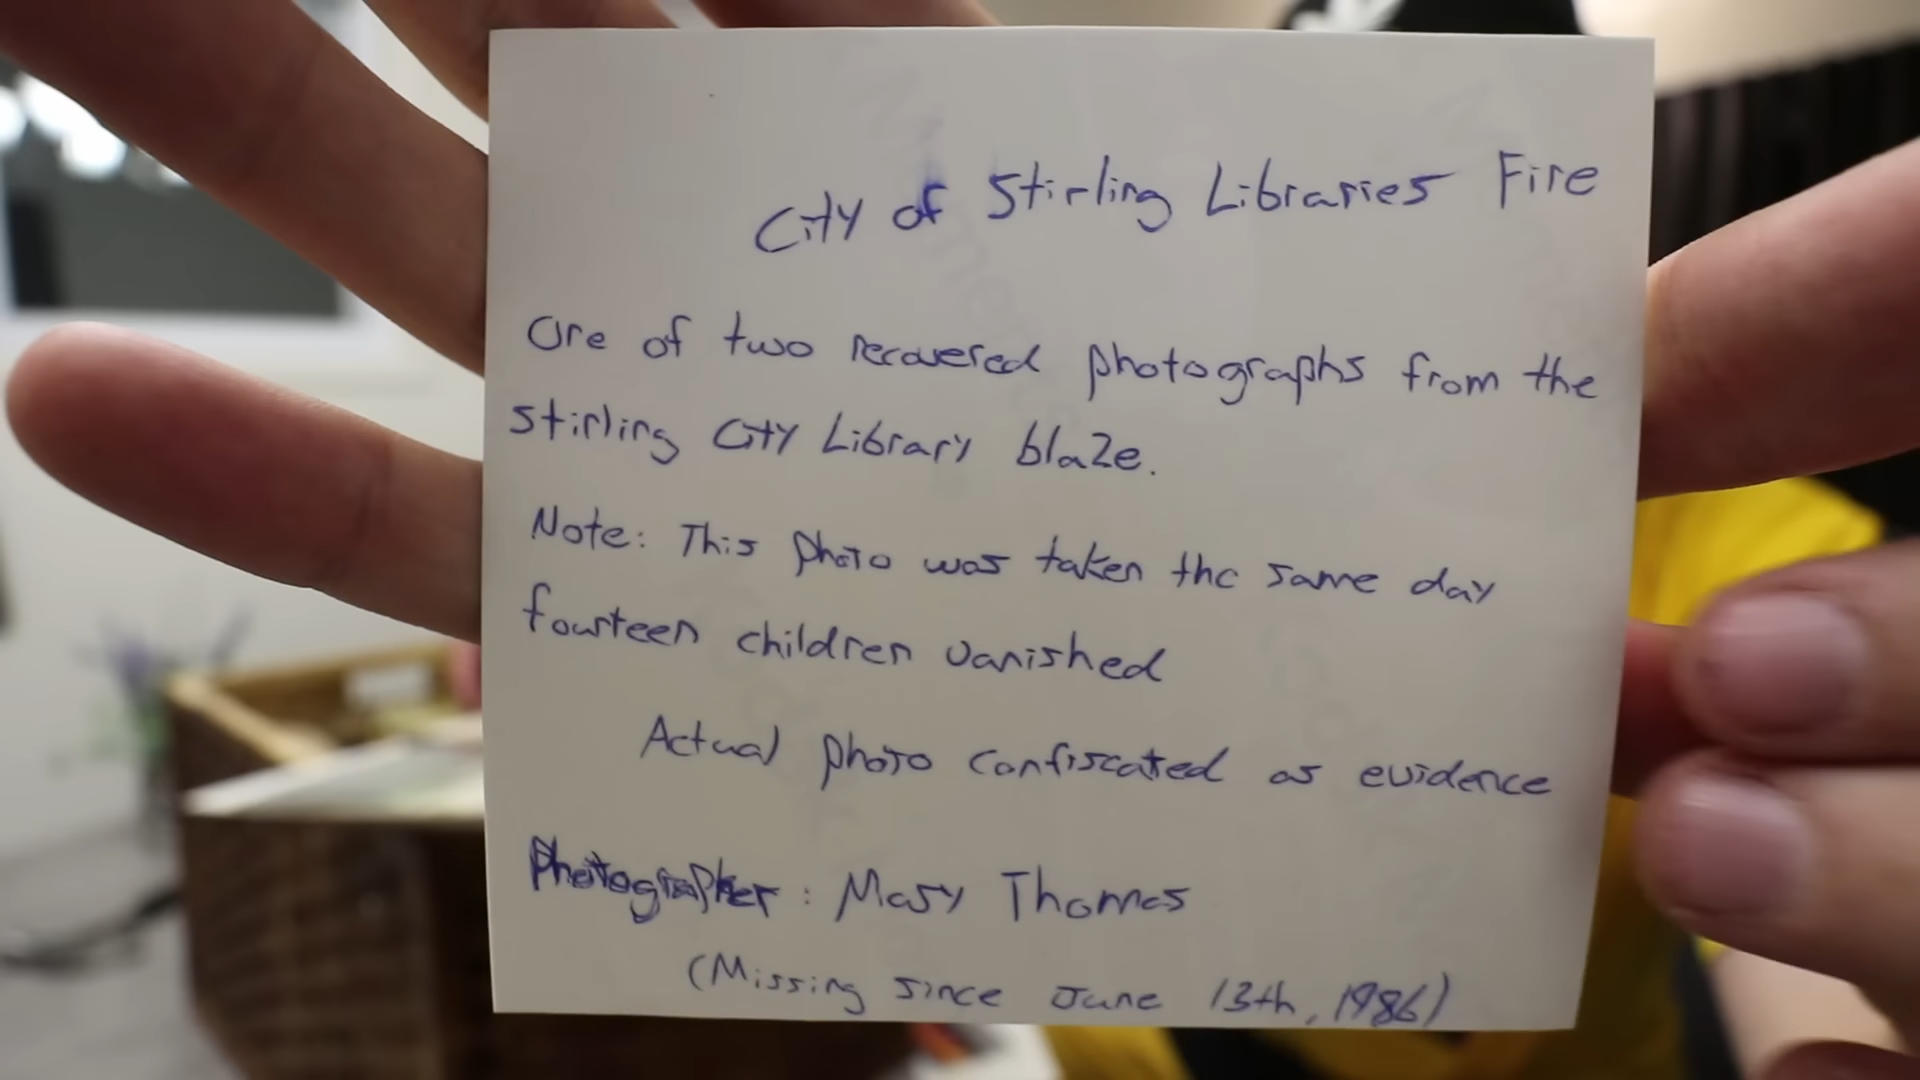 City of Stirling Libraries Fire
One of two recovered photographs from the
Stirling City Library blaze.
Note: This photo was taken the same day
fourteen children vanished
Actual photo confiscated as evidence
Photographer: Mary Thomas
(Missing since June 13th, 1986)